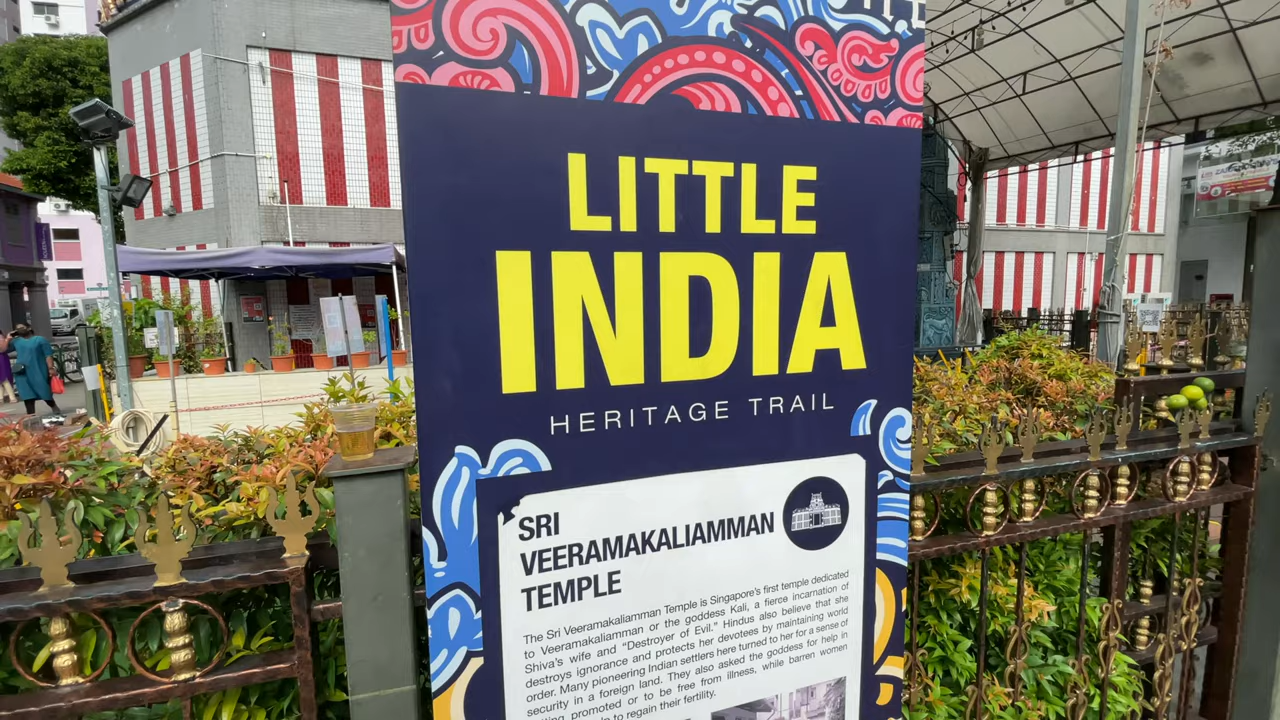 LITTLE
INDIA
HERITAGE TRAIL
SRI
VEERAMAKALIAMMAN
TEMPLE
The Sri Veeramakaliamman Temple is Singapore's first temple dedicated
to Veeramakaliamman or the goddess Kali, a fierce incarnation of
Shiva's wife and "Destroyer of Evil." Hindus also believe that she
destroys ignorance and protects her devotees by maintaining world
order. Many pioneering Indian settlers here turned to her for a sense of
security in a foreign land. They also asked the goddess for help in
promoted or to be free from illness, while barren women
to regain their fertility.